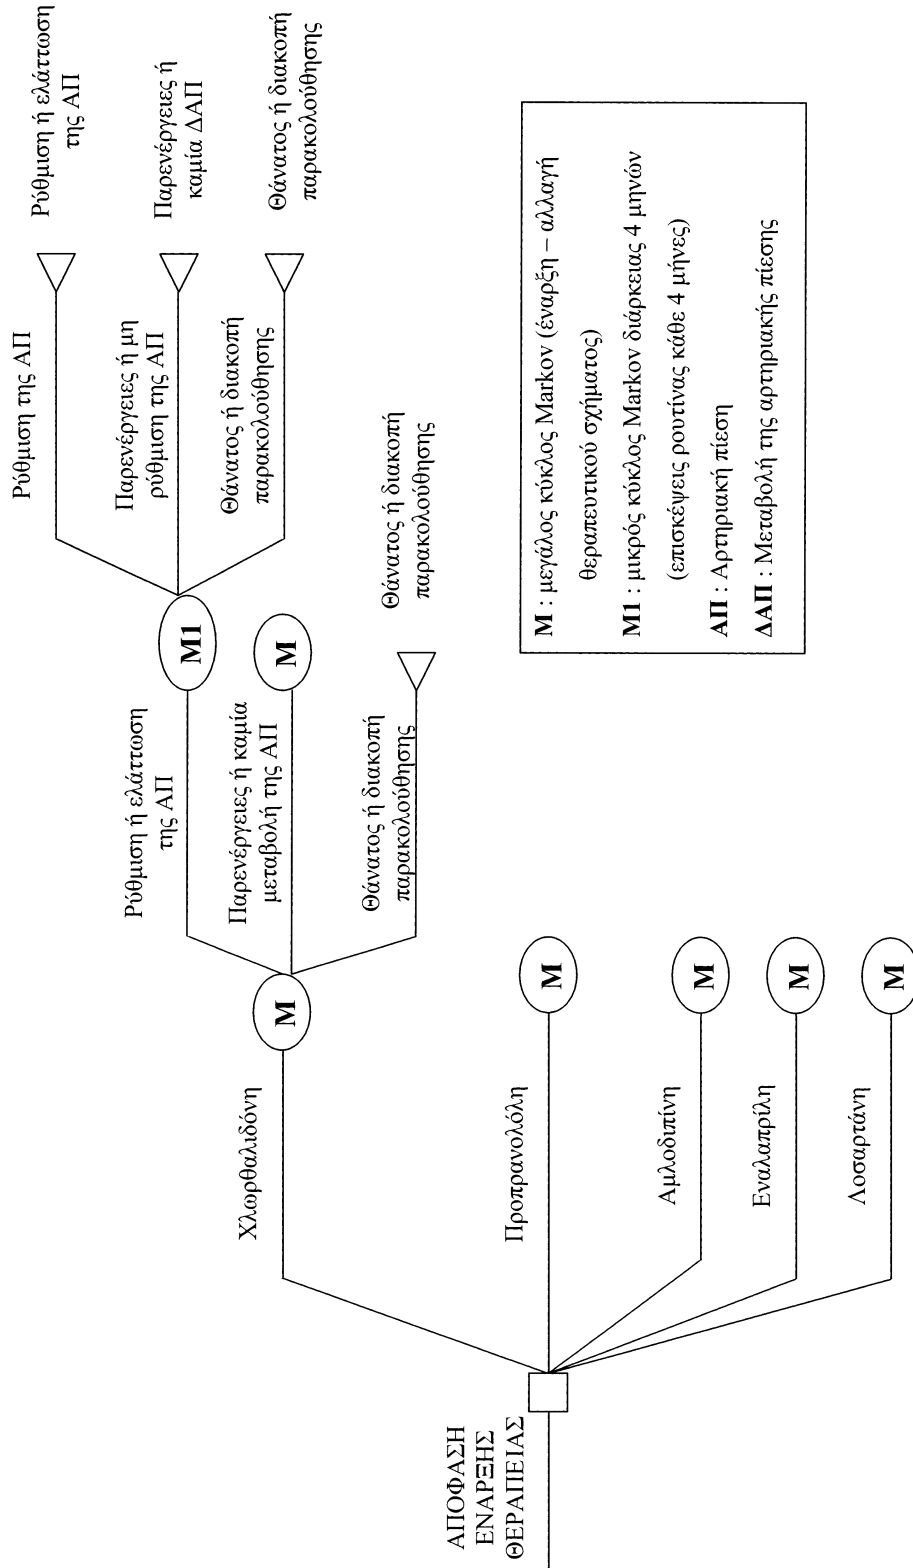 ΑΠΟΦΑΣΗ
ΕΝΑΡΞΗΣ
ΘΕΡΑΠΕΙΑΣ
Χλωρθαλιδόνη
Προπρανολόλη
Αμλοδιπίνη
Εναλαπρίλη
Λοσαρτάνη
M
M
M
M
M
Ρύθμιση ή ελάττωση
της ΑΠ
Παρενέργειες ή καμία
μεταβολή της ΑΠ
Θάνατος ή διακοπή
παρακολούθησης
M1
M
Θάνατος ή διακοπή
παρακολούθησης
Ρύθμιση της ΑΠ
Παρενέργειες ή μη
ρύθμιση της ΑΠ
Θάνατος ή διακοπή
παρακολούθησης
Ρύθμιση ή ελάττωση
της ΑΠ
Παρενέργειες ή
καμία ΔΑΠ
Θάνατος ή διακοπή
παρακολούθησης
M : μεγάλος κύκλος Markov (έναρξη – αλλαγή
θεραπευτικού σχήματος)
M1 : μικρός κύκλος Markov διάρκειας 4 μηνών
(επισκέψεις ρουτίνας κάθε 4 μήνες)
ΑΠ : Αρτηριακή πίεση
ΔΑΠ : Μεταβολή της αρτηριακής πίεσης